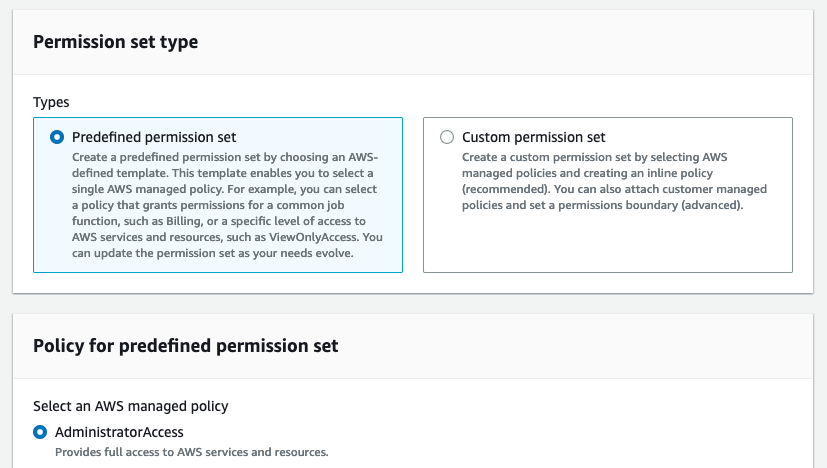 Permission set type
Types
Predefined permission set
Create a predefined permission set by choosing an AWS-
defined template. This template enables you to select a
single AWS managed policy. For example, you can select
a policy that grants permissions for a common job
function, such as Billing, or a specific level of access to
AWS services and resources, such as ViewOnlyAccess. You
can update the permission set as your needs evolve.
Custom permission set
Create a custom permission set by selecting AWS
managed policies and creating an inline policy
(recommended). You can also attach customer managed
policies and set a permissions boundary (advanced).
Policy for predefined permission set
Select an AWS managed policy
AdministratorAccess
Provides full access to AWS services and resources.